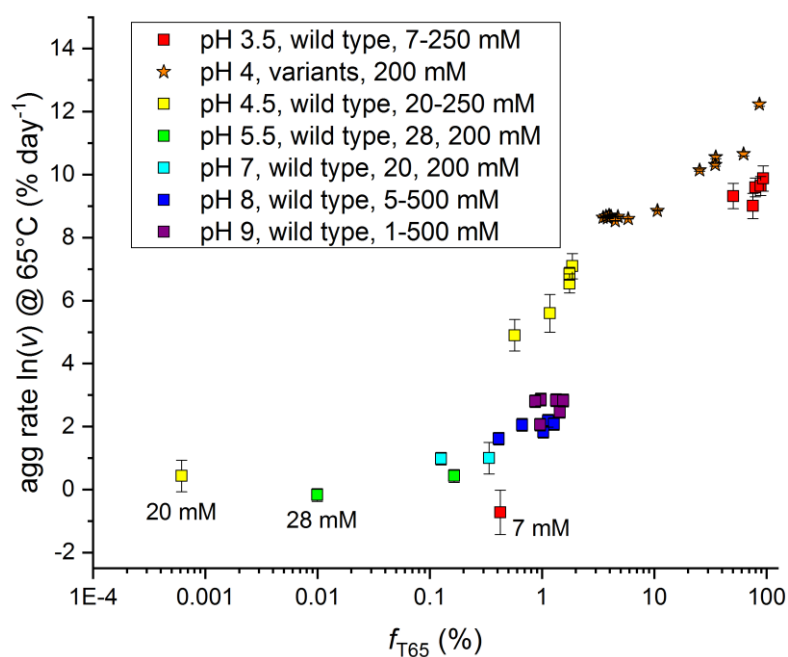 pH 3.5, wild type, 7-250 mM
pH 4, variants, 200 mM
pH 4.5, wild type, 20-250 mM
pH 5.5, wild type, 28, 200 mM
pH 7, wild type, 20, 200 mM
pH 8, wild type, 5-500 mM
pH 9, wild type, 1-500 mM
agg rate ln(v) @ 65°C (% day⁻¹)
14
12
10
8
6
4
2
0
-2
20 mM
28 mM
7 mM
1E-4
0.001
0.01
0.1
1
10
100
f_T65 (%)